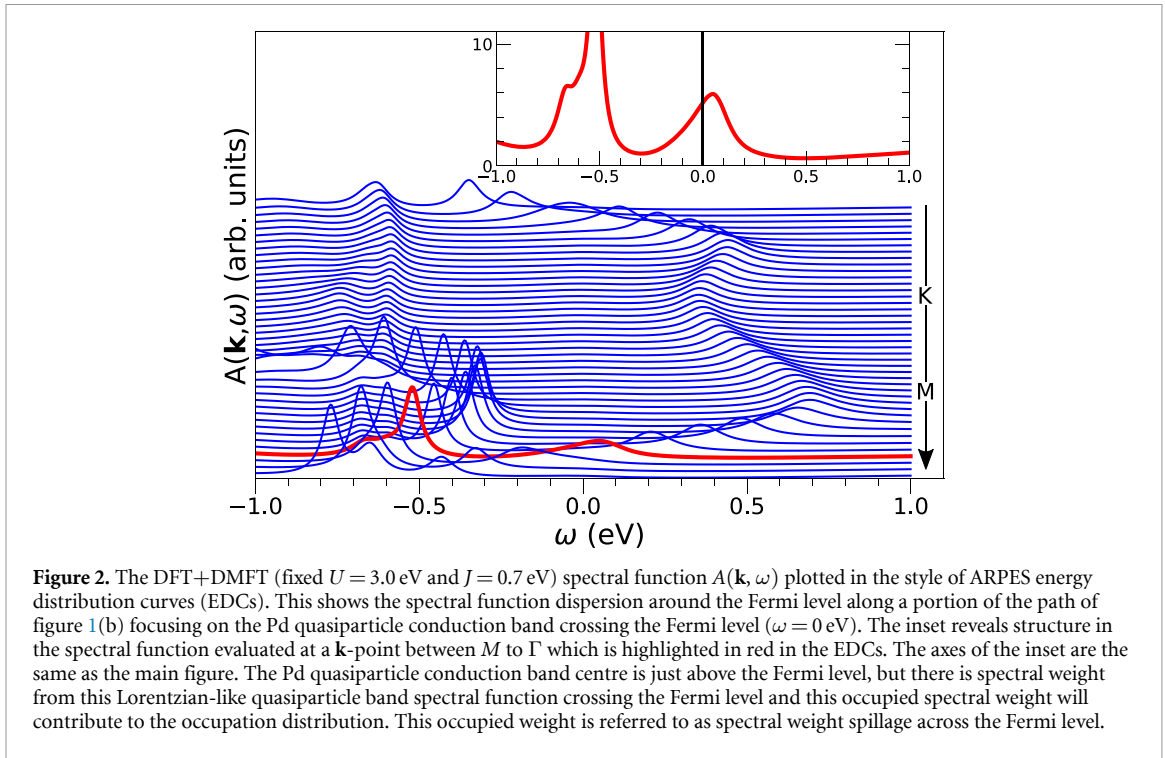 10
0
−1.0 −0.5 0.0 0.5 1.0
A(k,ω) (arb. units)
K
M
−1.0 −0.5 0.0 0.5 1.0
ω (eV)
Figure 2. The DFT+DMFT (fixed U = 3.0 eV and J = 0.7 eV) spectral function A(k, ω) plotted in the style of ARPES energy
distribution curves (EDCs). This shows the spectral function dispersion around the Fermi level along a portion of the path of
figure 1(b) focusing on the Pd quasiparticle conduction band crossing the Fermi level (ω = 0 eV). The inset reveals structure in
the spectral function evaluated at a k-point between M to Γ which is highlighted in red in the EDCs. The axes of the inset are the
same as the main figure. The Pd quasiparticle conduction band centre is just above the Fermi level, but there is spectral weight
from this Lorentzian-like quasiparticle band spectral function crossing the Fermi level and this occupied spectral weight will
contribute to the occupation distribution. This occupied weight is referred to as spectral weight spillage across the Fermi level.